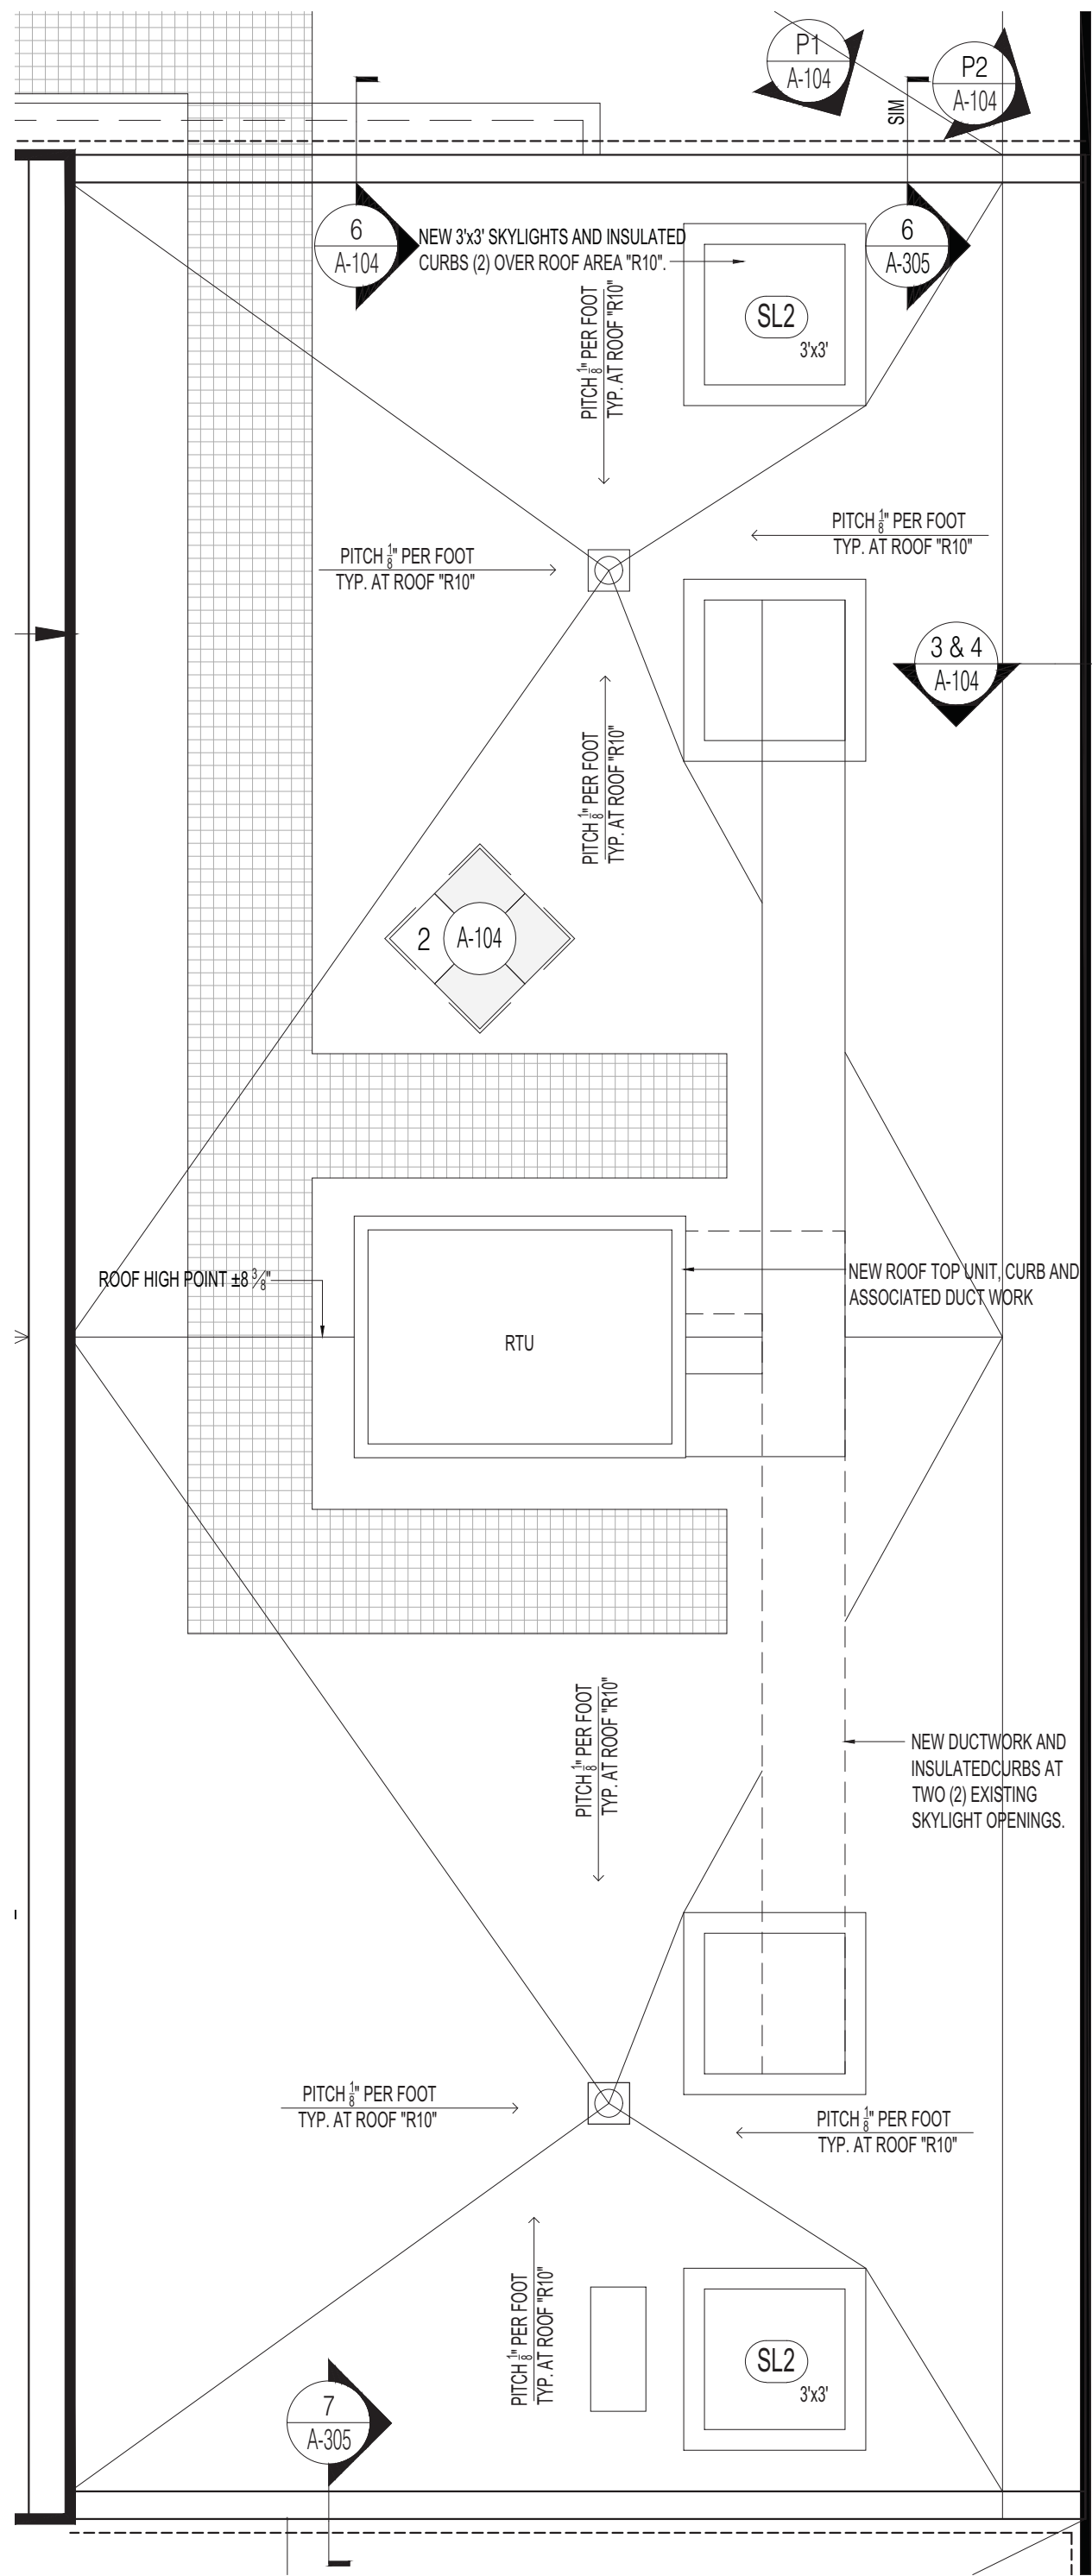 P1
A-104
P2
A-104
SIM
6
A-104
NEW 3'x3' SKYLIGHTS AND INSULATED
CURBS (2) OVER ROOF AREA "R10".
6
A-305
SL2
3'x3'
PITCH 1/8" PER FOOT
TYP. AT ROOF "R10"
PITCH 1/8" PER FOOT
TYP. AT ROOF "R10"
PITCH 1/8" PER FOOT
TYP. AT ROOF "R10"
3 & 4
A-104
PITCH 1/8" PER FOOT
TYP. AT ROOF "R10"
2
A-104
ROOF HIGH POINT ±8 3/8"
NEW ROOF TOP UNIT, CURB AND
ASSOCIATED DUCT WORK
RTU
PITCH 1/8" PER FOOT
TYP. AT ROOF "R10"
NEW DUCTWORK AND
INSULATEDCURBS AT
TWO (2) EXISTING
SKYLIGHT OPENINGS.
PITCH 1/8" PER FOOT
TYP. AT ROOF "R10"
PITCH 1/8" PER FOOT
TYP. AT ROOF "R10"
PITCH 1/8" PER FOOT
TYP. AT ROOF "R10"
SL2
3'x3'
7
A-305